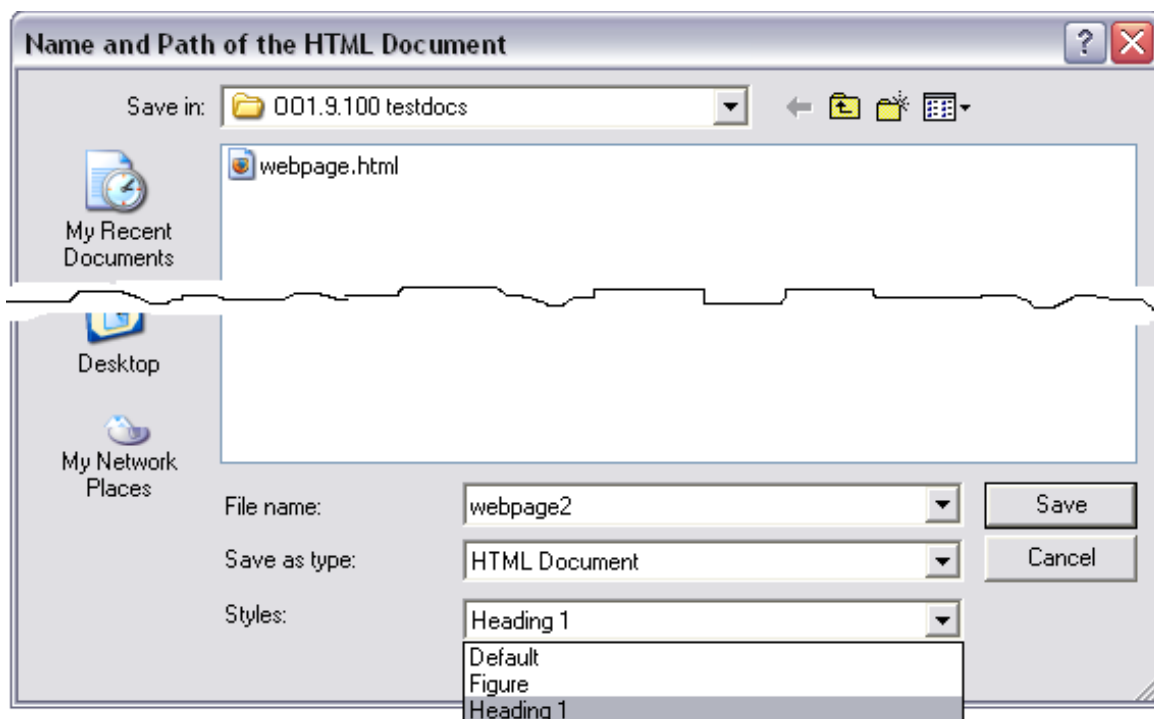 Name and Path of the HTML Document
Save in: OO1.9.100 testdocs
webpage.html
My Recent
Documents
Desktop
My Network
Places
File name: webpage2 Save
Save as type: HTML Document Cancel
Styles: Heading 1
Default
Figure
Heading 1